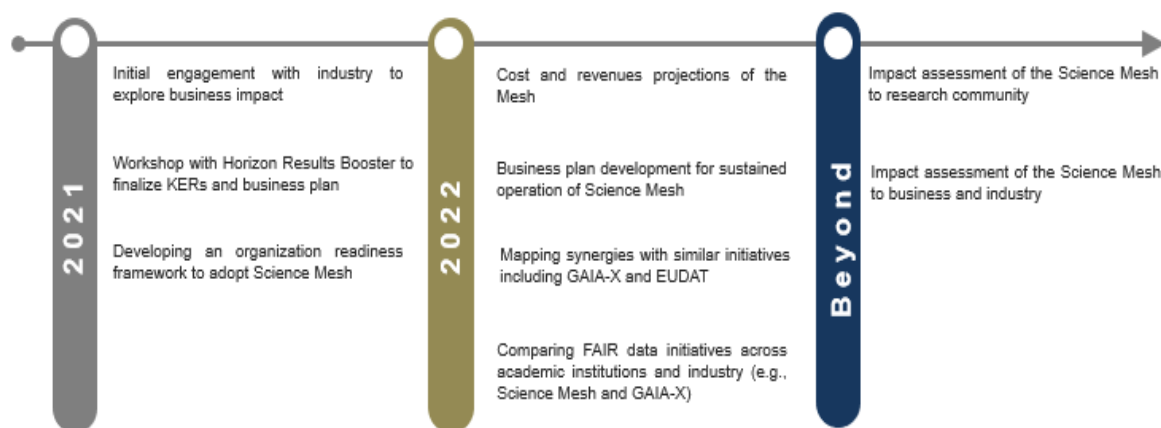 2021
Initial engagement with industry to
explore business impact
Workshop with Horizon Results Booster to
finalize KERs and business plan
Developing an organization readiness
framework to adopt Science Mesh
2022
Cost and revenues projections of the
Mesh
Business plan development for sustained
operation of Science Mesh
Mapping synergies with similar initiatives
including GAIA-X and EUDAT
Comparing FAIR data initiatives across
academic institutions and industry (e.g.,
Science Mesh and GAIA-X)
Beyond
Impact assessment of the Science Mesh
to research community
Impact assessment of the Science Mesh
to business and industry